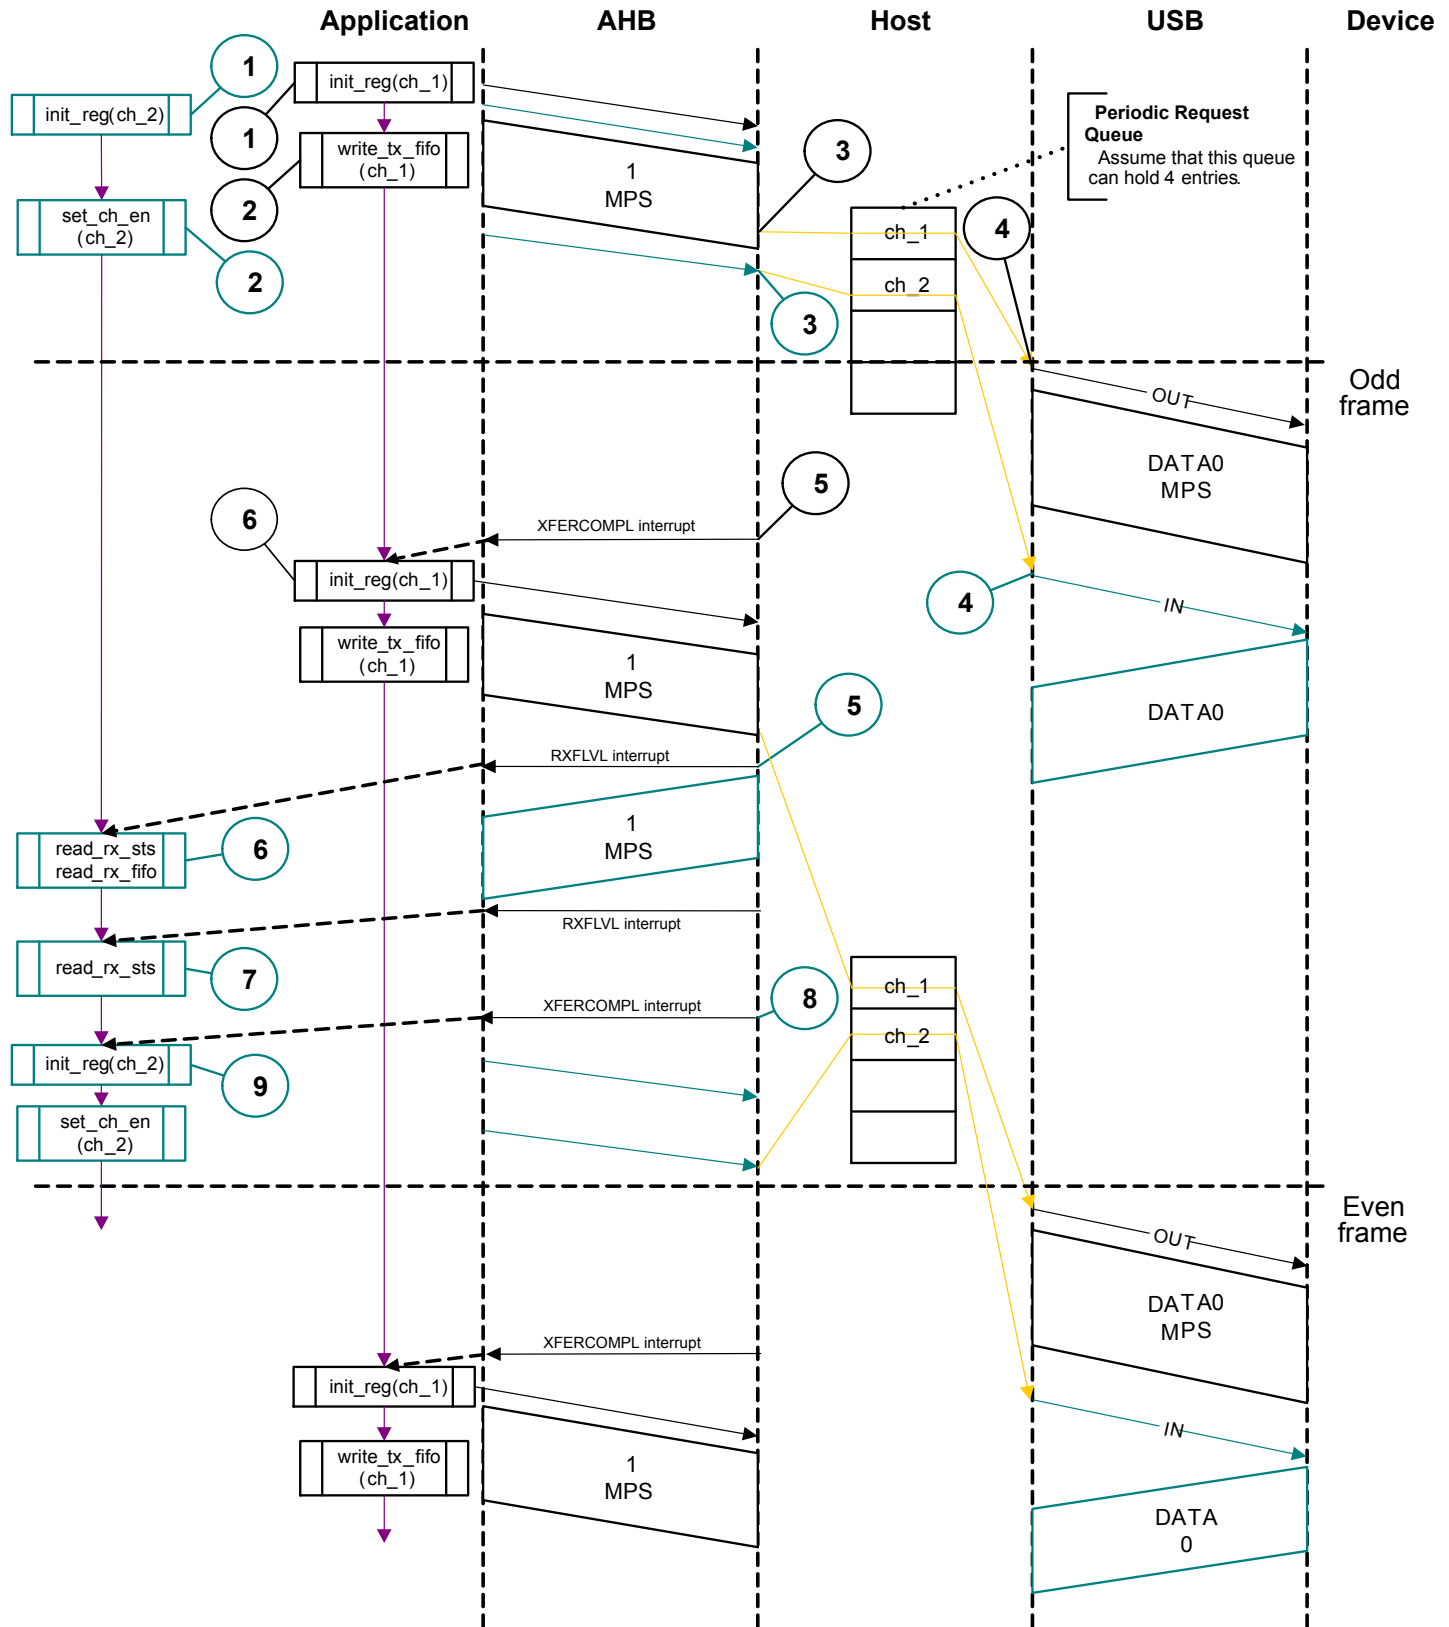 Application
AHB
Host
USB
Device
1
init_reg(ch_1)
init_reg(ch_2)
1
Periodic Request
Queue
Assume that this queue
can hold 4 entries.
write_tx_fifo
(ch_1)
1
MPS
3
2
set_ch_en
(ch_2)
ch_1
4
2
ch_2
3
Odd
frame
OUT
DATA0
MPS
5
6
XFERCOMPL interrupt
init_reg(ch_1)
4
IN
write_tx_fifo
(ch_1)
1
MPS
5
DATA0
RXFLVL interrupt
1
MPS
read_rx_sts
read_rx_fifo
6
RXFLVL interrupt
read_rx_sts
7
ch_1
8
XFERCOMPL interrupt
ch_2
init_reg(ch_2)
9
set_ch_en
(ch_2)
Even
frame
OUT
DATA0
MPS
XFERCOMPL interrupt
init_reg(ch_1)
IN
write_tx_fifo
(ch_1)
1
MPS
DATA
0